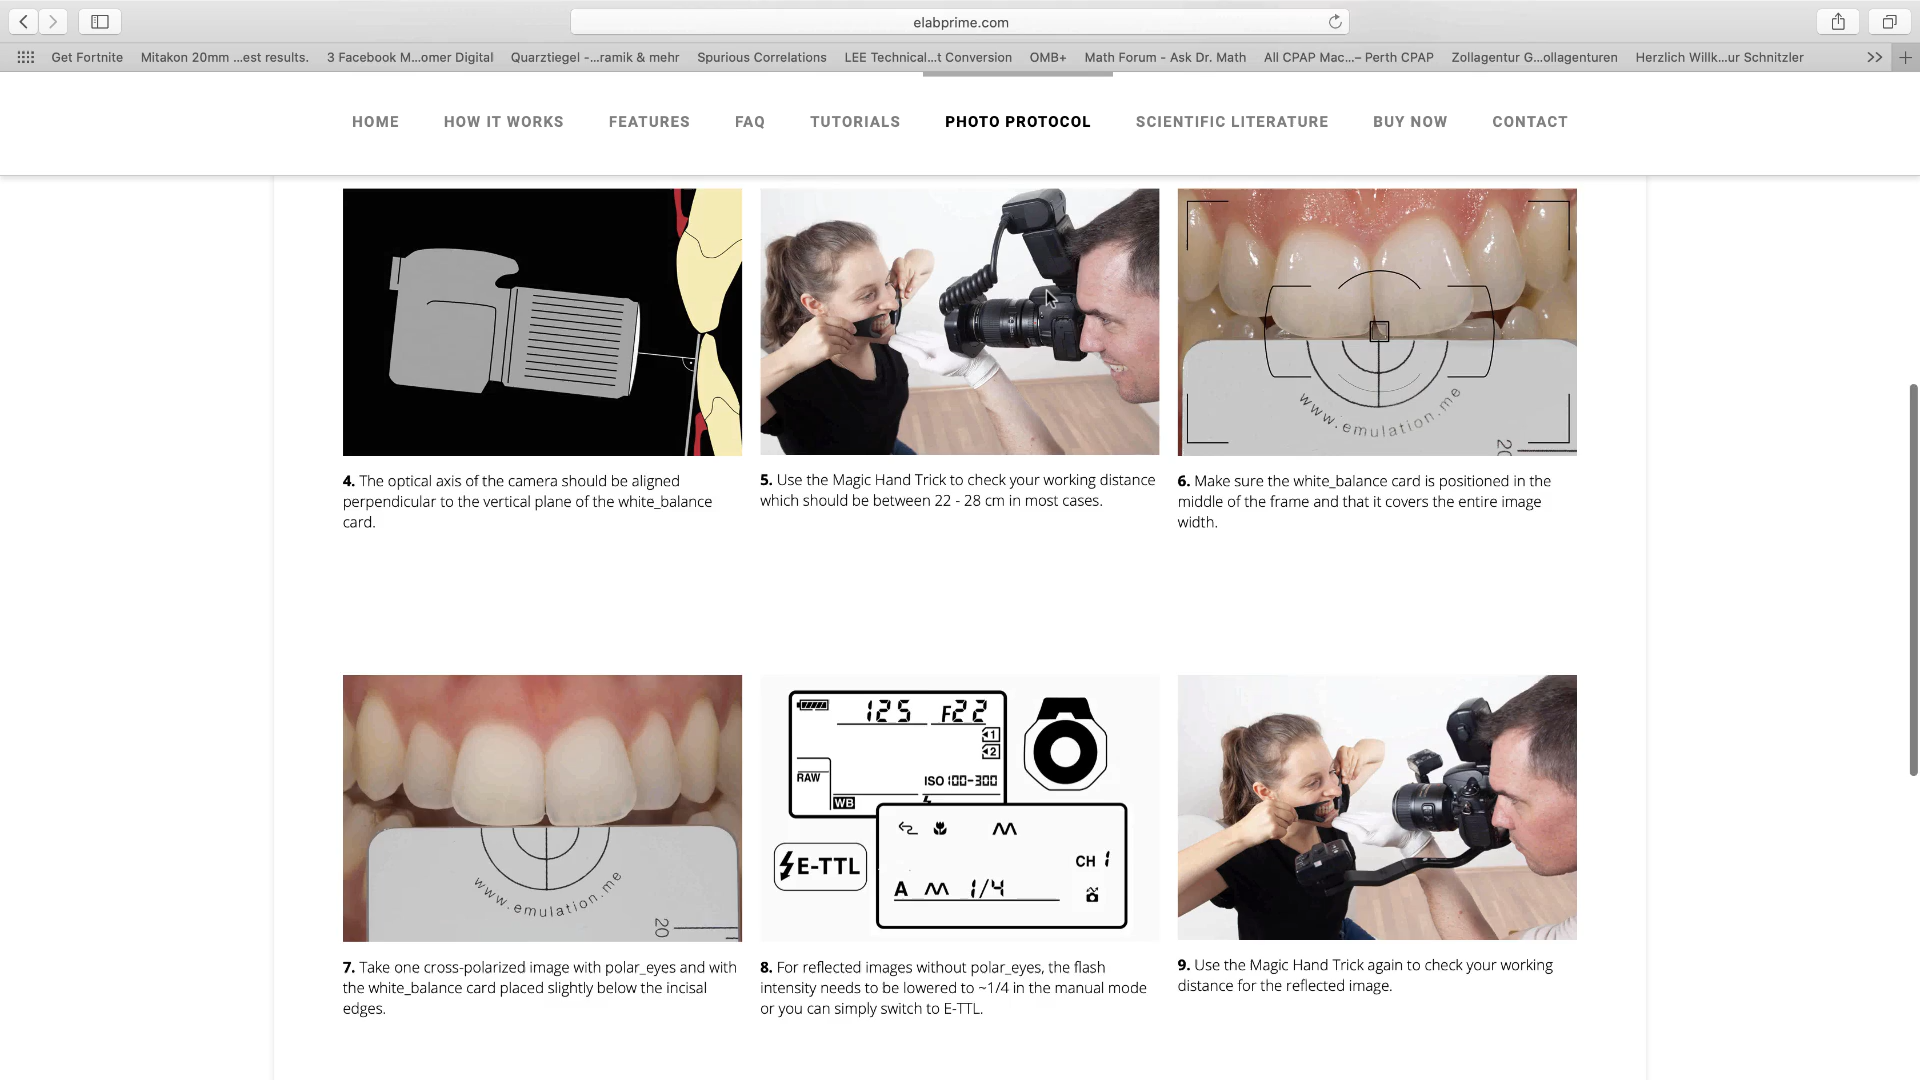 elabprime.com
Get Fortnite
Mitakon 20mm ...est results.
3 Facebook M...omer Digital
Quarztiegel -...ramik & mehr
Spurious Correlations
LEE Technical...t Conversion
OMB+
Math Forum - Ask Dr. Math
All CPAP Mac...– Perth CPAP
Zollagentur G...ollagenturen
Herzlich Willk...ur Schnitzler
HOME
HOW IT WORKS
FEATURES
FAQ
TUTORIALS
PHOTO PROTOCOL
SCIENTIFIC LITERATURE
BUY NOW
CONTACT
www.emulation.me
20
4. The optical axis of the camera should be aligned
perpendicular to the vertical plane of the white_balance
card.
5. Use the Magic Hand Trick to check your working distance
which should be between 22 - 28 cm in most cases.
6. Make sure the white_balance card is positioned in the
middle of the frame and that it covers the entire image
width.
www.emulation.me
20
125 F22
1
2
RAW
ISO 100-300
WB
E-TTL
CH 1
A 1/4
7. Take one cross-polarized image with polar_eyes and with
the white_balance card placed slightly below the incisal
edges.
8. For reflected images without polar_eyes, the flash
intensity needs to be lowered to ~1/4 in the manual mode
or you can simply switch to E-TTL.
9. Use the Magic Hand Trick again to check your working
distance for the reflected image.